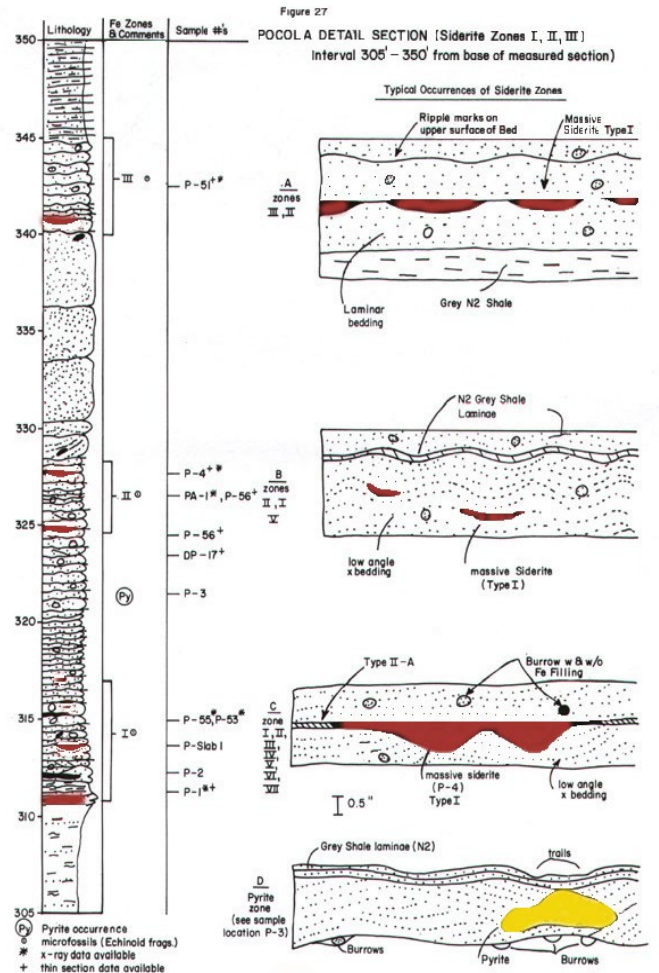 Figure 27
POCOLA DETAIL SECTION [Siderite Zones I, II, III]
Interval 305' – 350' from base of measured section)
Lithology
Fe Zones & Comments
Sample #'s
350
345
340
335
330
325
320
315
310
305
III
II
Py
I
P-51+*
P-4+*
PA-1*, P-56+
P-56+
DP-17+
P-3
P-55*, P-53*
P-Slab 1
P-2
P-1*+
Typical Occurrences of Siderite Zones
A
zones
III, II
Ripple marks on
upper surface of Bed
Massive
Siderite Type I
Laminar
bedding
Grey N2 Shale
B
zones
II, I
V
N2 Grey Shale
Laminae
low angle
x bedding
massive Siderite
(Type I)
C
zone
I, II,
III,
IV,
V,
VI,
VII
Type II-A
Burrow w & w/o
Fe Filling
massive siderite
(P-4)
Type I
low angle
x bedding
0.5"
D
Pyrite
zone
(see sample
location P-3)
Grey Shale laminae (N2)
trails
Burrows
Pyrite
Burrows
Py Pyrite occurrence
microfossils (Echinoid frags.)
* x-ray data available
+ thin section data available